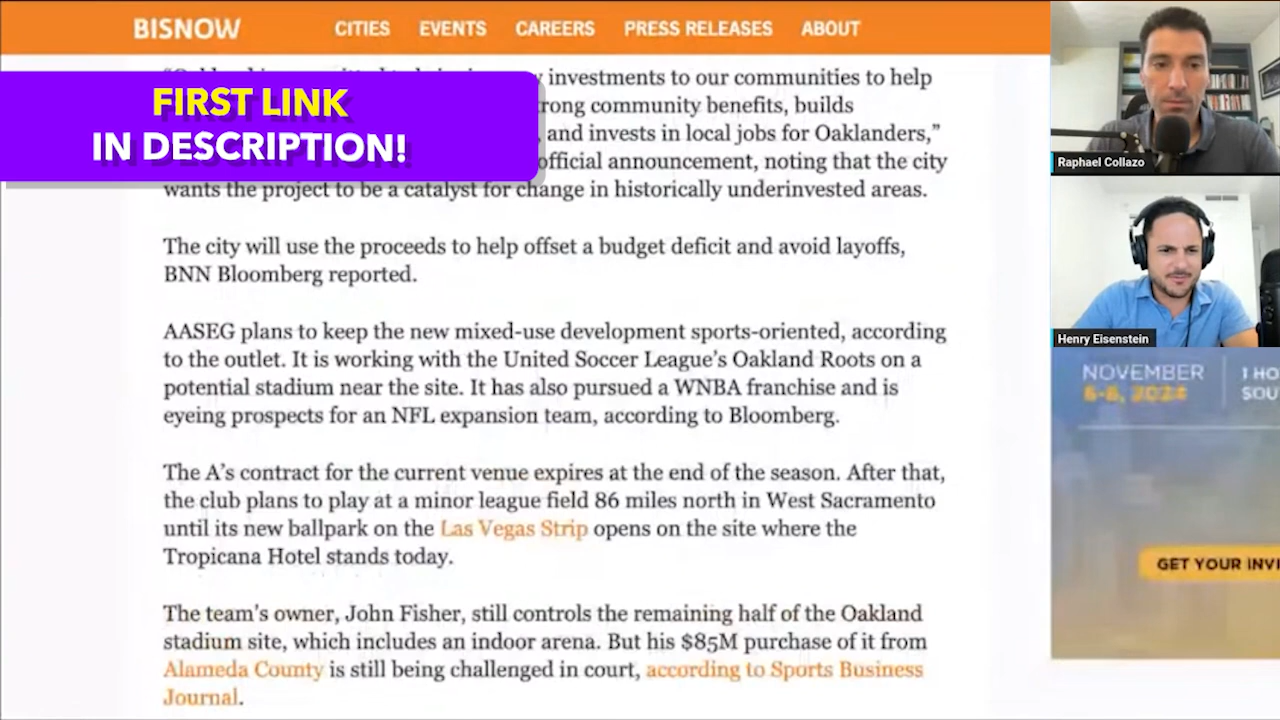 BISNOW
CITIES EVENTS CAREERS PRESS RELEASES ABOUT
FIRST LINK
IN DESCRIPTION!
investments to our communities to help
community benefits, builds
, and invests in local jobs for Oaklanders,”
official announcement, noting that the city
wants the project to be a catalyst for change in historically underinvested areas.
The city will use the proceeds to help offset a budget deficit and avoid layoffs,
BNN Bloomberg reported.
AASEG plans to keep the new mixed-use development sports-oriented, according
to the outlet. It is working with the United Soccer League’s Oakland Roots on a
potential stadium near the site. It has also pursued a WNBA franchise and is
eyeing prospects for an NFL expansion team, according to Bloomberg.
The A’s contract for the current venue expires at the end of the season. After that,
the club plans to play at a minor league field 86 miles north in West Sacramento
until its new ballpark on the Las Vegas Strip opens on the site where the
Tropicana Hotel stands today.
The team’s owner, John Fisher, still controls the remaining half of the Oakland
stadium site, which includes an indoor arena. But his $85M purchase of it from
Alameda County is still being challenged in court, according to Sports Business
Journal.
Raphael Collazo
Henry Eisenstein
NOVEMBER
6-8, 2024
1 HO
SOU
GET YOUR INVI